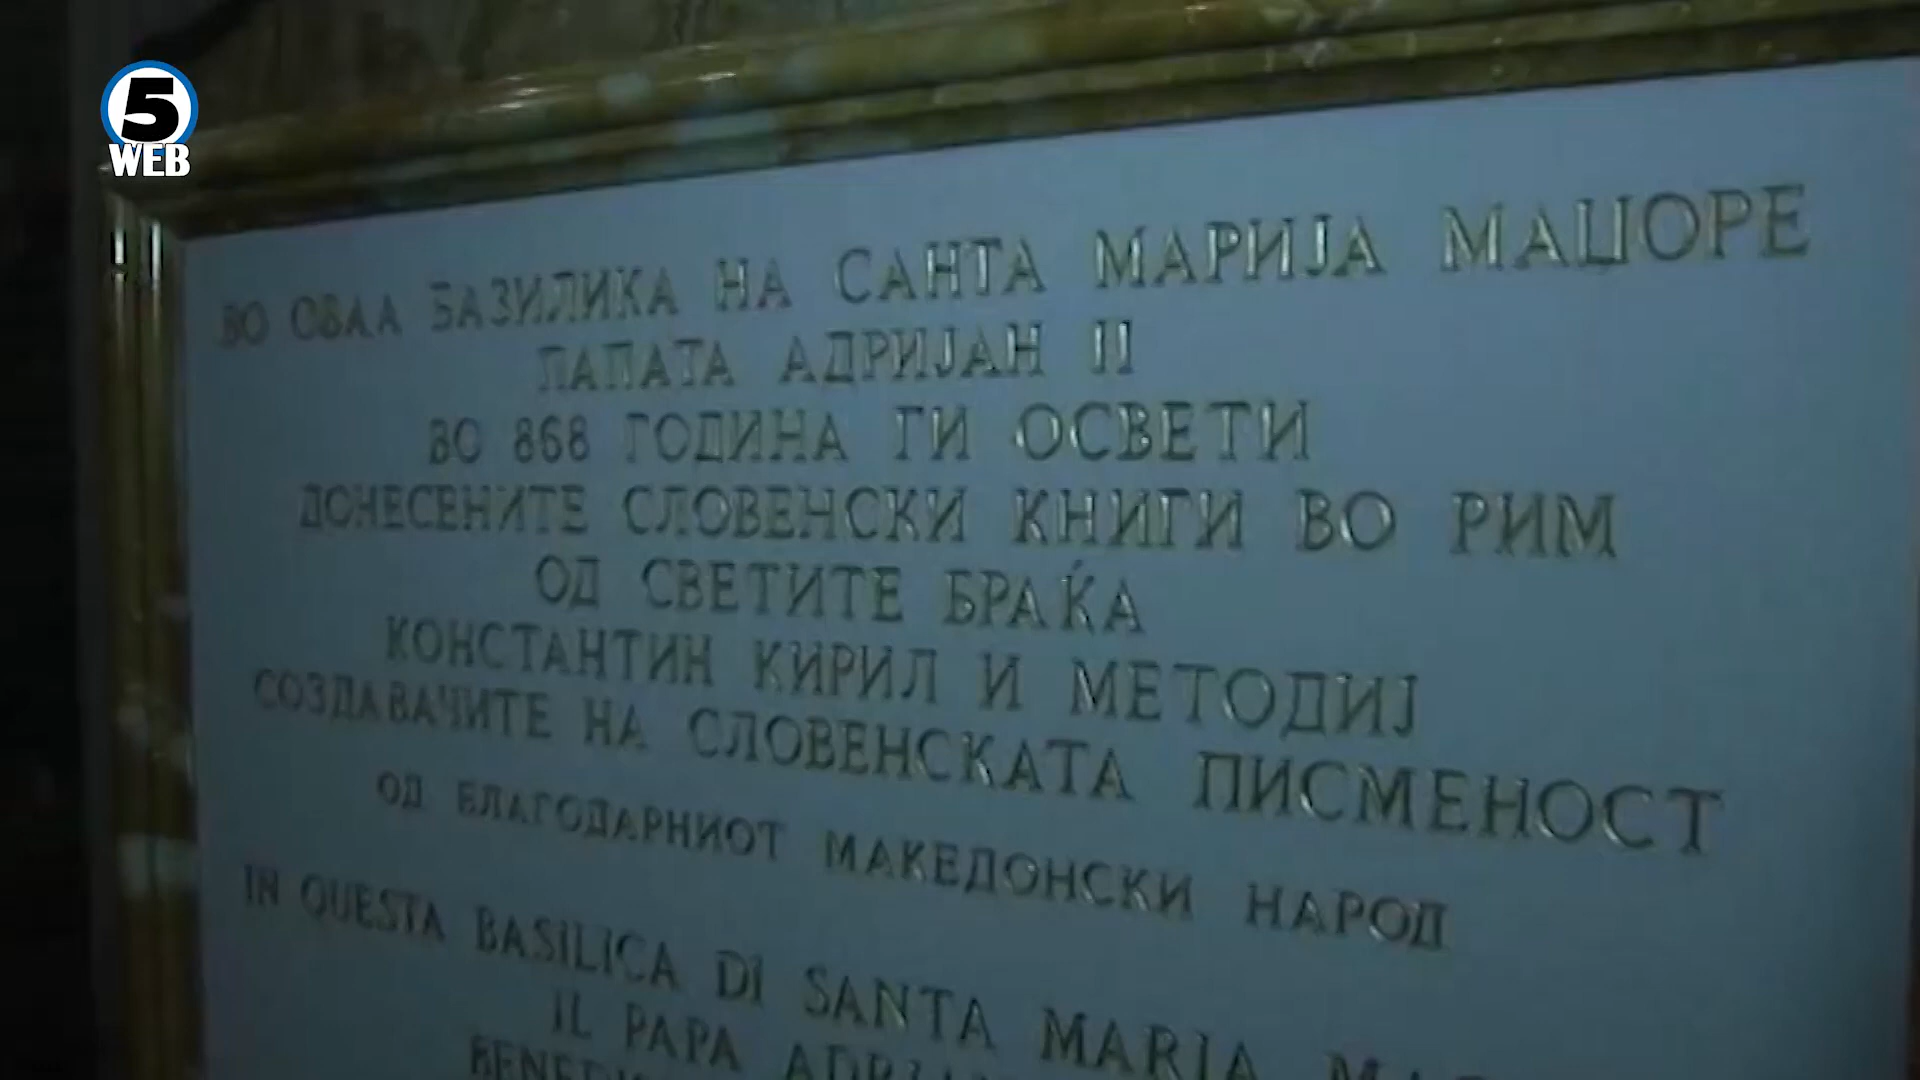 5
WEB
ВО ОВАА БАЗИЛИКА НА САНТА МАРИЈА МАЏОРЕ
ПАПАТА АДРИЈАН II
ВО 868 ГОДИНА ГИ ОСВЕТИ
ДОНЕСЕНИТЕ СЛОВЕНСКИ КНИГИ ВО РИМ
ОД СВЕТИТЕ БРАЌА
КОНСТАНТИН КИРИЛ И МЕТОДИЈ
СОЗДАВАЧИТЕ НА СЛОВЕНСКАТА ПИСМЕНОСТ
ОД БЛАГОДАРНИОТ МАКЕДОНСКИ НАРОД
IN QUESTA BASILICA DI SANTA MARIA
IL PAPA